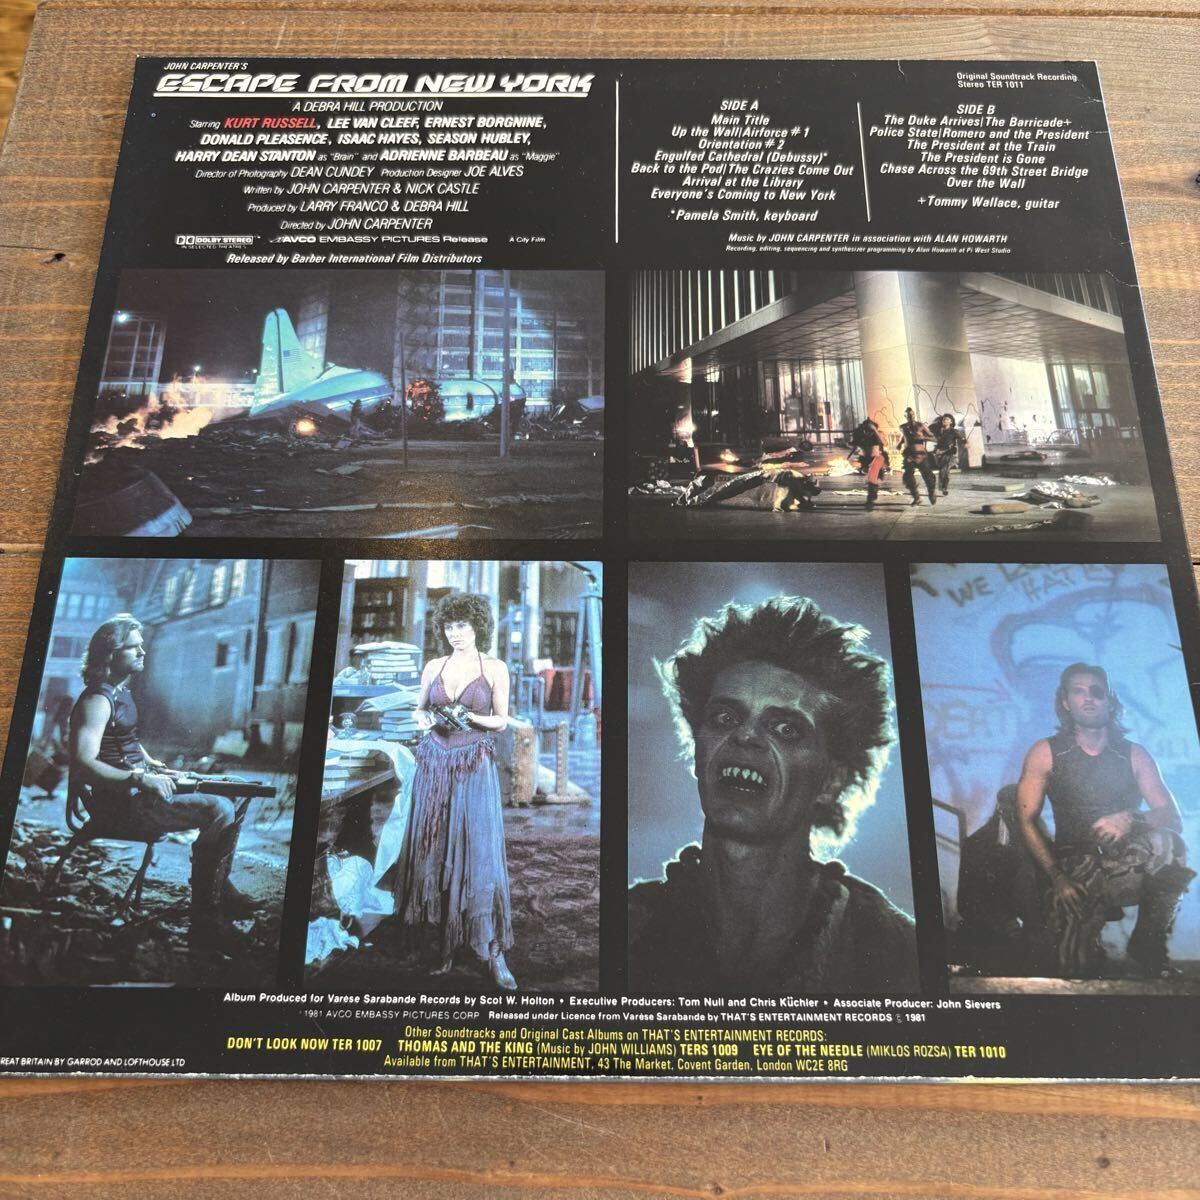 JOHN CARPENTER'S
ESCAPE FROM NEW YORK
A DEBRA HILL PRODUCTION
Starring KURT RUSSELL, LEE VAN CLEEF, ERNEST BORGNINE,
DONALD PLEASENCE, ISAAC HAYES, SEASON HUBLEY,
HARRY DEAN STANTON as "Brain" and ADRIENNE BARBEAU as "Maggie"
Director of Photography DEAN CUNDEY Production Designer JOE ALVES
Written by JOHN CARPENTER & NICK CASTLE
Produced by LARRY FRANCO & DEBRA HILL
Directed by JOHN CARPENTER
DOLBY STEREO
IN SELECTED THEATRES
AVCO EMBASSY PICTURES Release
A City Film
Released by Barber International Film Distributors
SIDE A
Main Title
Up the Wall|Airforce #1
Orientation #2
Engulfed Cathedral (Debussy)*
Back to the Pod|The Crazies Come Out
Arrival at the Library
Everyone's Coming to New York
*Pamela Smith, keyboard
Original Soundtrack Recording
Stereo TER 1011
SIDE B
The Duke Arrives|The Barricade+
Police State|Romero and the President
The President at the Train
The President is Gone
Chase Across the 69th Street Bridge
Over the Wall
+Tommy Wallace, guitar
Music by JOHN CARPENTER in association with ALAN HOWARTH
Recording, editing, sequencing and synthesizer programming by Alan Howarth at Pi West Studio
WE
Album Produced for Varèse Sarabande Records by Scot W. Holton • Executive Producers: Tom Null and Chris Küchler • Associate Producer: John Sievers
1981 AVCO EMBASSY PICTURES CORP Released under Licence from Varèse Sarabande by THAT'S ENTERTAINMENT RECORDS © 1981
Other Soundtracks and Original Cast Albums on THAT'S ENTERTAINMENT RECORDS:
DON'T LOOK NOW TER 1007 THOMAS AND THE KING (Music by JOHN WILLIAMS) TERS 1009 EYE OF THE NEEDLE (MIKLOS ROZSA) TER 1010
Available from THAT'S ENTERTAINMENT, 43 The Market, Covent Garden, London WC2E 8RG
REAT BRITAIN BY GARROD AND LOFTHOUSE LTD